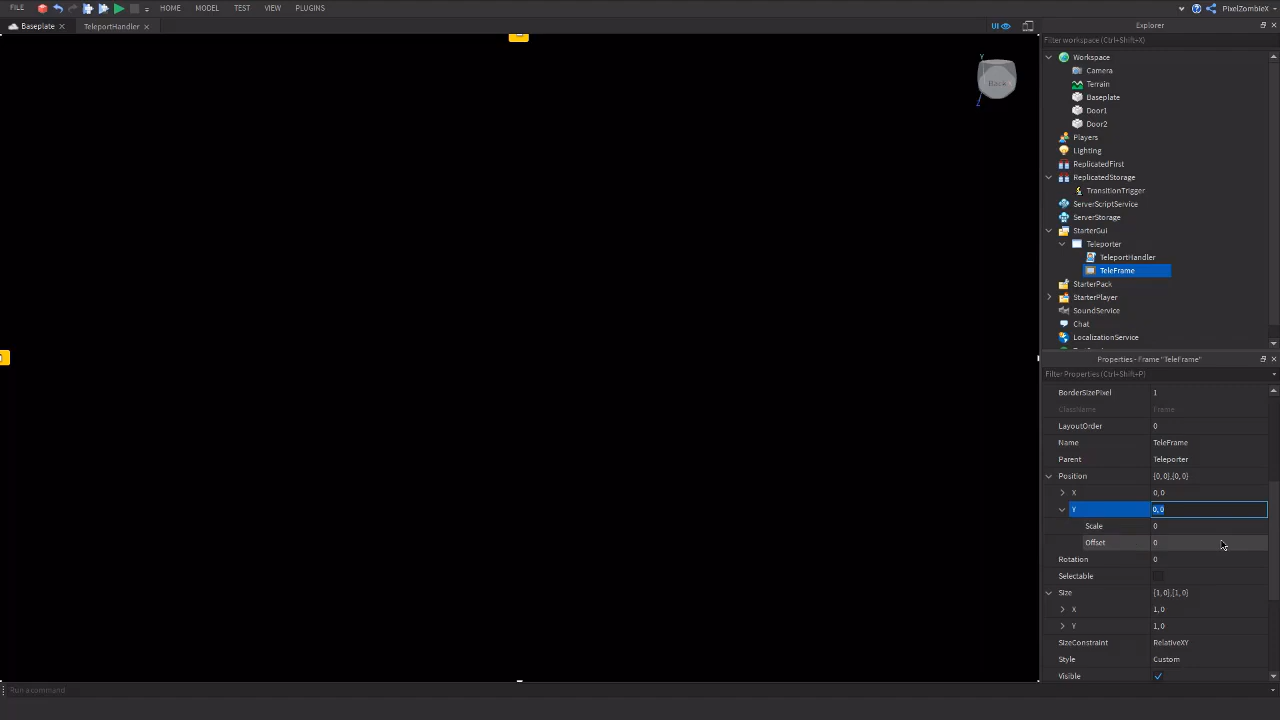 FILE HOME MODEL TEST VIEW PLUGINS PixelZombieX
Baseplate TeleportHandler UI
Back
Y
Z
Explorer
Filter workspace (Ctrl+Shift+X)
Workspace
Camera
Terrain
Baseplate
Door1
Door2
Players
Lighting
ReplicatedFirst
ReplicatedStorage
TransitionTrigger
ServerScriptService
ServerStorage
StarterGui
Teleporter
TeleportHandler
TeleFrame
StarterPack
StarterPlayer
SoundService
Chat
LocalizationService
Properties - Frame "TeleFrame"
Filter Properties (Ctrl+Shift+P)
BorderSizePixel 1
ClassName Frame
LayoutOrder 0
Name TeleFrame
Parent Teleporter
Position {0, 0},{0, 0}
X 0, 0
Y 0, 0
Scale 0
Offset 0
Rotation 0
Selectable
Size {1, 0},{1, 0}
X 1, 0
Y 1, 0
SizeConstraint RelativeXY
Style Custom
Visible
Run a command